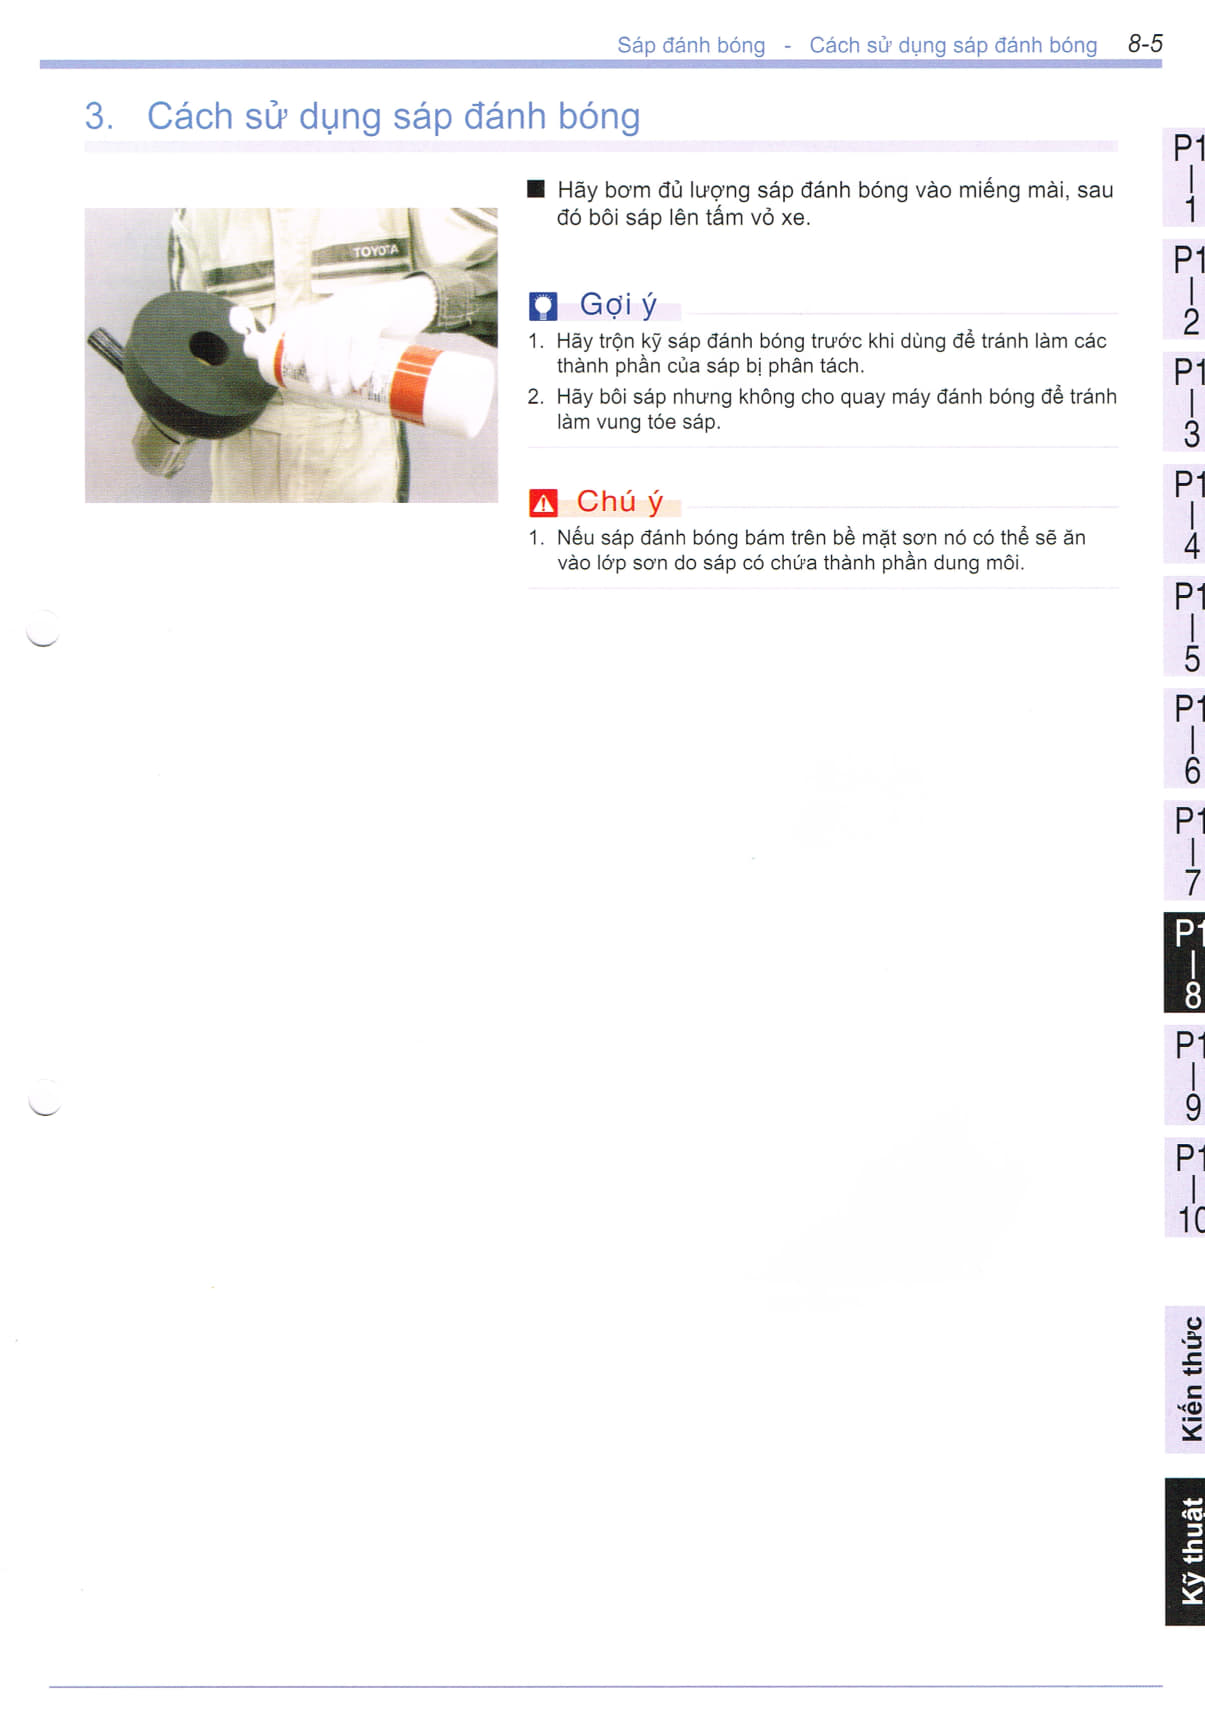 Sáp đánh bóng - Cách sử dụng sáp đánh bóng 8-5
3. Cách sử dụng sáp đánh bóng
TOYOTA
■ Hãy bơm đủ lượng sáp đánh bóng vào miếng mài, sau
đó bôi sáp lên tấm vỏ xe.
Gợi ý
1. Hãy trộn kỹ sáp đánh bóng trước khi dùng để tránh làm các
thành phần của sáp bị phân tách.
2. Hãy bôi sáp nhưng không cho quay máy đánh bóng để tránh
làm vung tóe sáp.
Chú ý
1. Nếu sáp đánh bóng bám trên bề mặt sơn nó có thể sẽ ăn
vào lớp sơn do sáp có chứa thành phần dung môi.
P1
1
P1
2
P1
3
P1
4
P1
5
P1
6
P1
7
P1
8
P1
9
P1
10
Kiến thức
Kỹ thuật